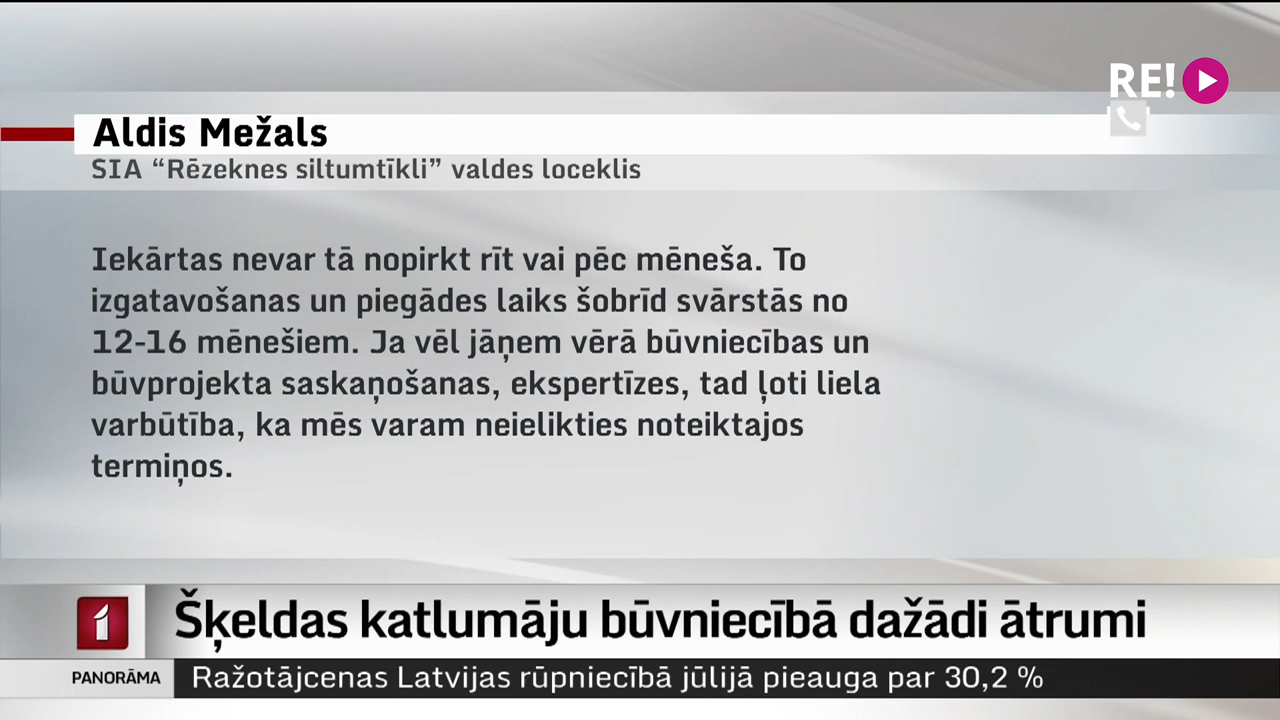 RE!
Aldis Mežals
SIA “Rēzeknes siltumtīkli” valdes loceklis
Iekārtas nevar tā nopirkt rīt vai pēc mēneša. To
izgatavošanas un piegādes laiks šobrīd svārstās no
12-16 mēnešiem. Ja vēl jāņem vērā būvniecības un
būvprojekta saskaņošanas, ekspertīzes, tad ļoti liela
varbūtība, ka mēs varam neielikties noteiktajos
termiņos.
1
Šķeldas katlumāju būvniecībā dažādi ātrumi
PANORĀMA
Ražotājcenas Latvijas rūpniecībā jūlijā pieauga par 30,2 %